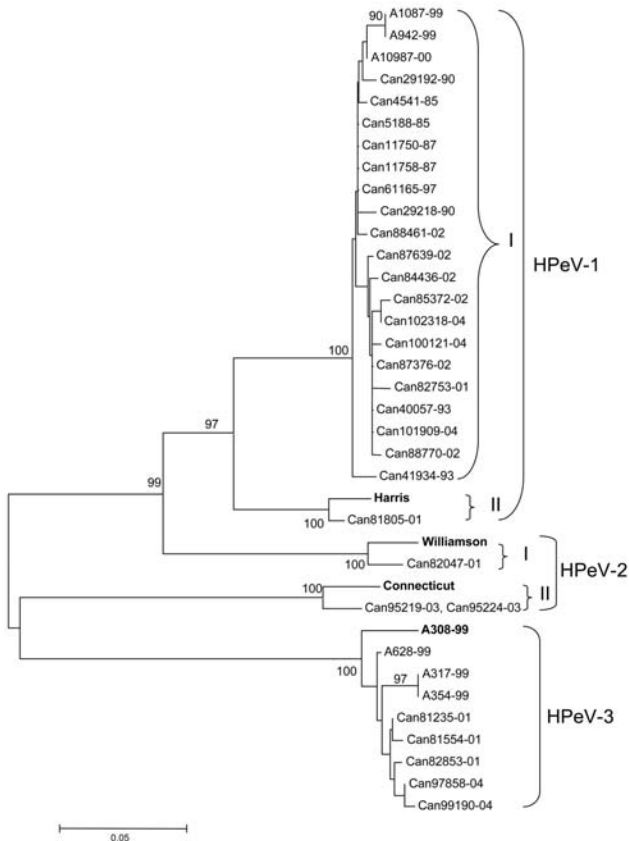 90
A1087-99
A942-99
A10987-00
Can29192-90
Can4541-85
Can5188-85
Can11750-87
Can11758-87
Can61165-97
Can29218-90
Can88461-02
I
Can87639-02
HPeV-1
Can84436-02
Can85372-02
Can102318-04
100
Can100121-04
Can87376-02
Can82753-01
Can40057-93
97
Can101909-04
Can88770-02
99
Can41934-93
Harris
II
100
Can81805-01
Williamson
I
100
Can82047-01
HPeV-2
100
Connecticut
II
Can95219-03, Can95224-03
A308-99
100
A628-99
97
A317-99
A354-99
HPeV-3
Can81235-01
Can81554-01
Can82853-01
Can97858-04
Can99190-04
0.05